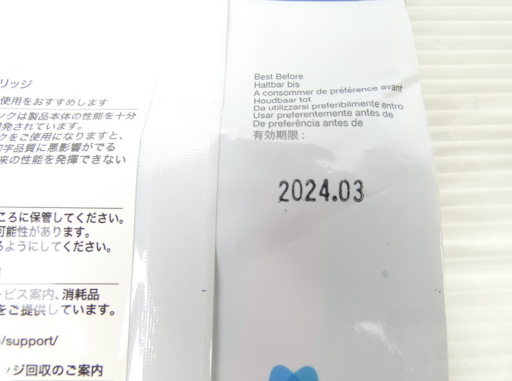 リッジ
使用をおすすめします
ンクは製品本体の性能を十分
発されています。
クをご使用になりますと、
印字品質に悪影響がでる
来の性能を発揮できない
ころに保管してください。
可能性があります。
るようにしてください。
ービス案内、消耗品
をご提供しています。
/support/
ッジ回収のご案内
Best Before
Haltbar bis
A consommer de préférence avant
Houdbaar tot
Da utilizzarsi preferibilmente entro
Usar preferentemente antes de
De preferência antes de
有効期限:
2024.03